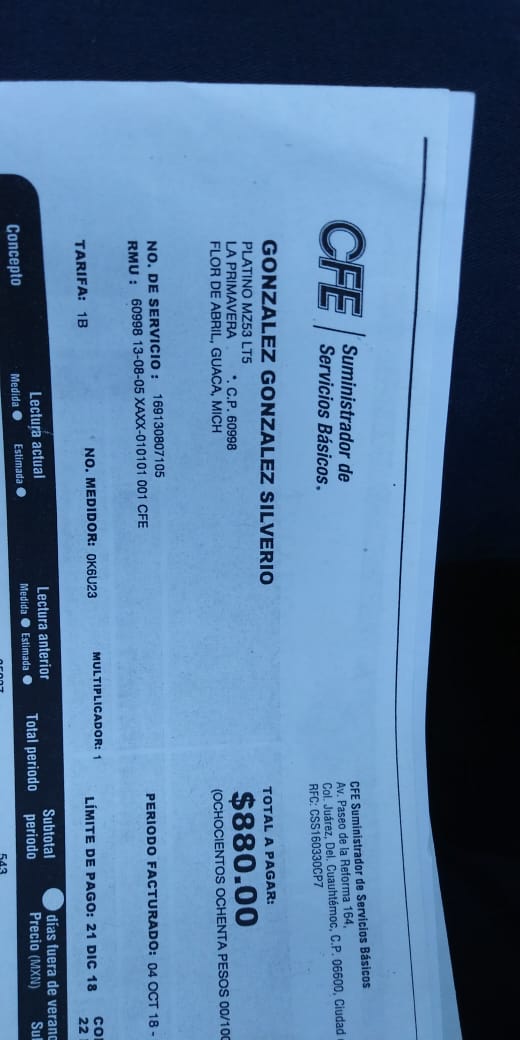 CFE
Suministrador de
Servicios Básicos.
CFE Suministrador de Servicios Básicos
Av. Paseo de la Reforma 164,
Col. Juárez, Del. Cuauhtémoc, C.P. 06600, Ciudad
RFC: CSS160330CP7
GONZALEZ GONZALEZ SILVERIO
PLATINO MZ53 LT5
LA PRIMAVERA *. C.P. 60998
FLOR DE ABRIL, GUACA, MICH
TOTAL A PAGAR:
$880.00
(OCHOCIENTOS OCHENTA PESOS 00/100
NO. DE SERVICIO : 169130807105
RMU : 60998 13-08-05 XAXX-010101 001 CFE
PERIODO FACTURADO: 04 OCT 18 -
TARIFA: 1B NO. MEDIDOR: 0K6U23 MULTIPLICADOR: 1 LÍMITE DE PAGO: 21 DIC 18
22
Concepto
Lectura actual
Medida Estimada
Lectura anterior
Medida Estimada
Total periodo
Subtotal
periodo
días fuera de verano
Precio (MXN)
543